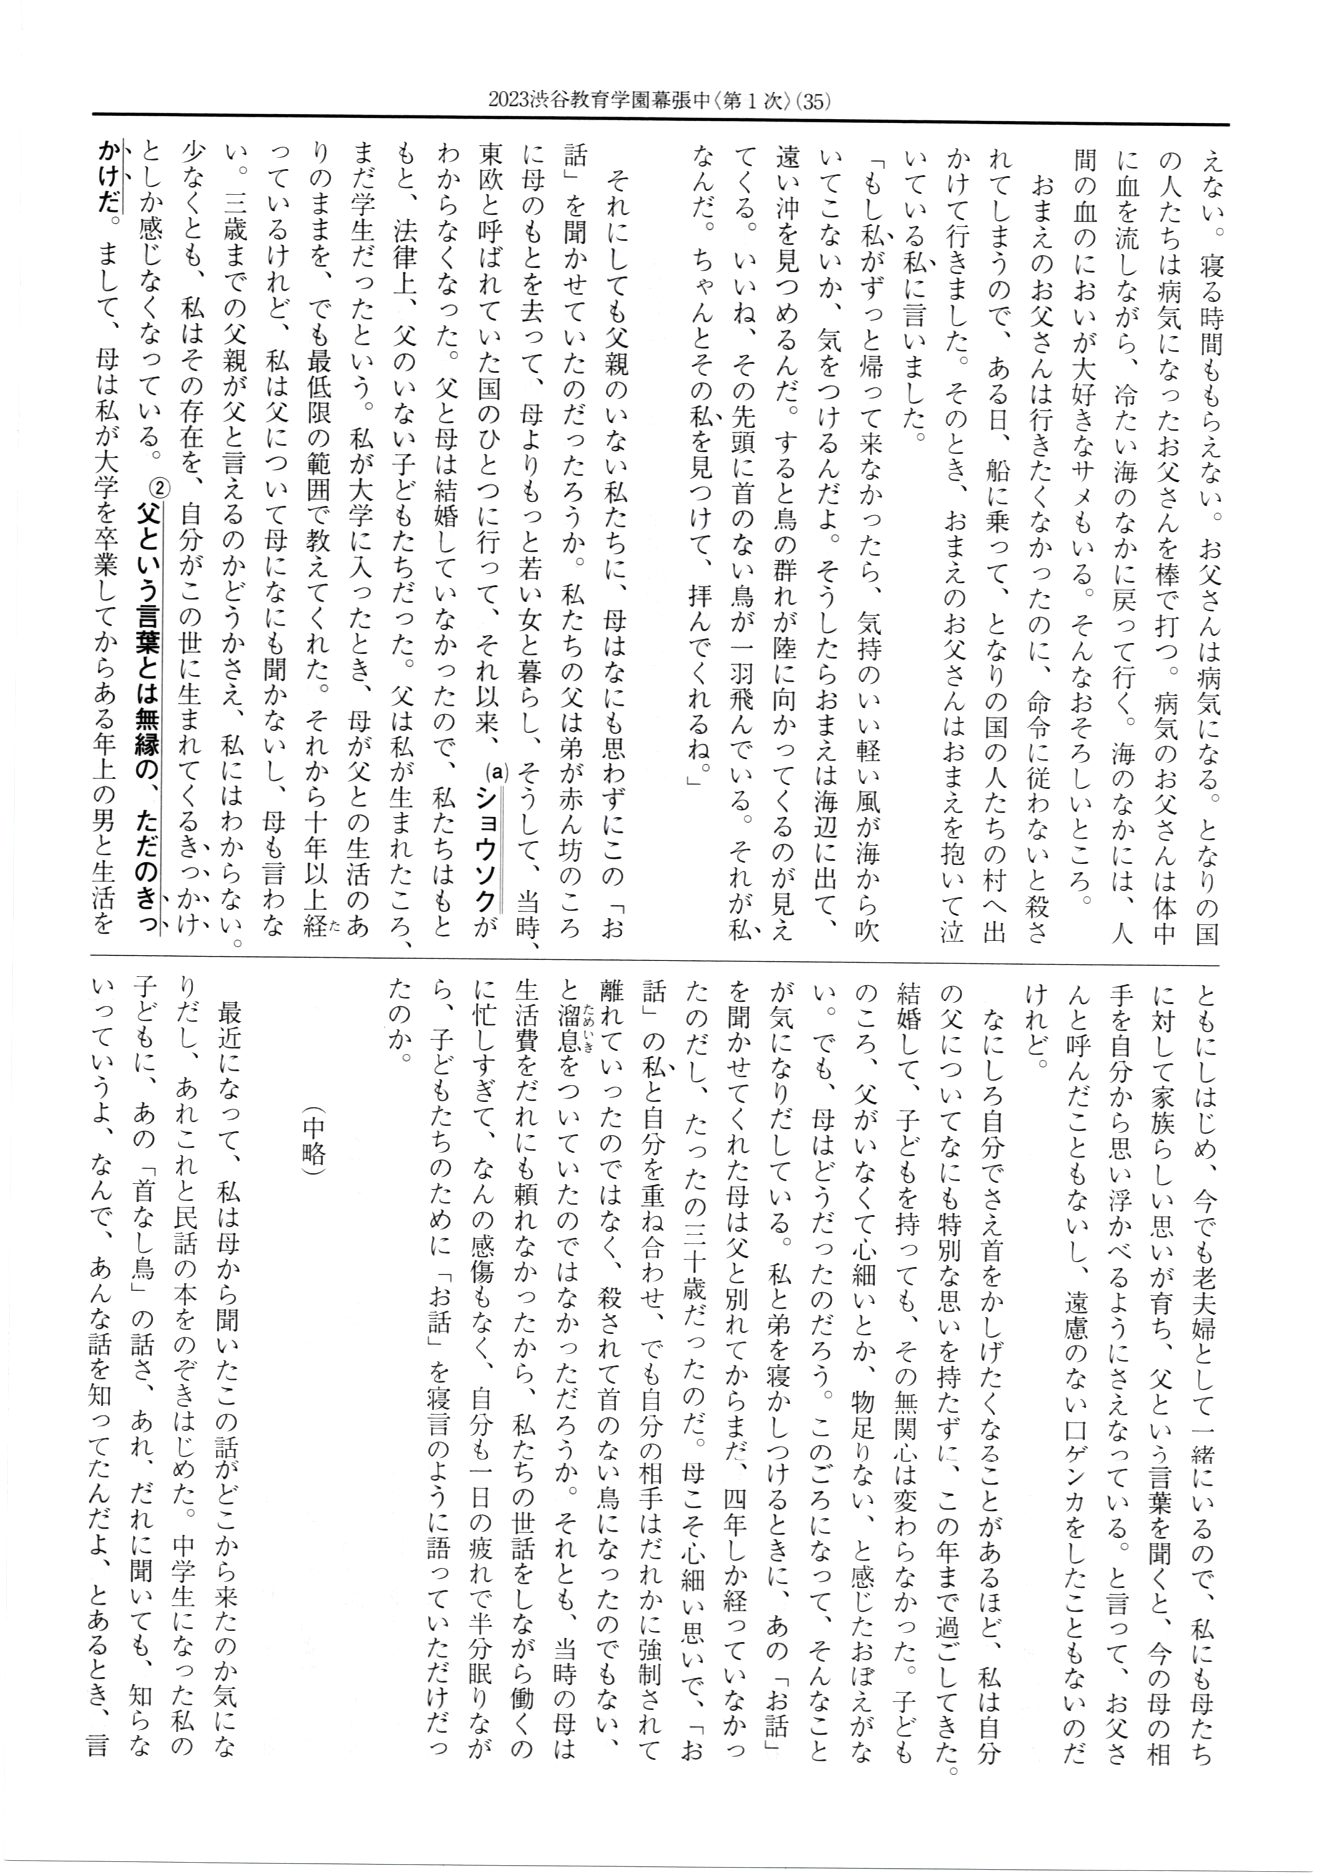 2023渋谷教育学園幕張中〈第1次〉(35)
えない。寝る時間ももらえない。お父さんは病気になる。となりの国
の人たちは病気になったお父さんを棒で打つ。病気のお父さんは体中
に血を流しながら、冷たい海のなかに戻って行く。海のなかには、人
間の血のにおいが大好きなサメもいる。そんなおそろしいところ。
おまえのお父さんは行きたくなかったのに、命令に従わないと殺さ
れてしまうので、ある日、船に乗って、となりの国の人たちの村へ出
かけて行きました。そのとき、おまえのお父さんはおまえを抱いて泣
いている私に言いました。
「もし私がずっと帰って来なかったら、気持のいい軽い風が海から吹
いてこないか、気をつけるんだよ。そうしたらおまえは海辺に出て、
遠い沖を見つめるんだ。すると鳥の群れが陸に向かってくるのが見え
てくる。いいね、その先頭に首のない鳥が一羽飛んでいる。それが私
なんだ。ちゃんとその私を見つけて、拝んでくれるね。」
それにしても父親のいない私たちに、母はなにも思わずにこの「お
話」を聞かせていたのだったろうか。私たちの父は弟が赤ん坊のころ
に母のもとを去って、母よりもっと若い女と暮らし、そうして、当時、
東欧と呼ばれていた国のひとつに行って、それ以来、(a)ショウソクが
わからなくなった。父と母は結婚していなかったので、私たちはもと
もと、法律上、父のいない子どもたちだった。父は私が生まれたころ、
まだ学生だったという。私が大学に入ったとき、母が父との生活のあ
りのままを、でも最低限の範囲で教えてくれた。それから十年以上経た
っているけれど、私は父について母になにも聞かないし、母も言わな
い。三歳までの父親が父と言えるのかどうかさえ、私にはわからない。
少なくとも、私はその存在を、自分がこの世に生まれてくるきっかけ
としか感じなくなっている。②父という言葉とは無縁の、ただのきっ
かけだ。まして、母は私が大学を卒業してからある年上の男と生活を
ともにしはじめ、今でも老夫婦として一緒にいるので、私にも母たち
に対して家族らしい思いが育ち、父という言葉を聞くと、今の母の相
手を自分から思い浮かべるようにさえなっている。と言って、お父さ
んと呼んだこともないし、遠慮のない口ゲンカをしたこともないのだ
けれど。
なにしろ自分でさえ首をかしげたくなることがあるほど、私は自分
の父についてなにも特別な思いを持たずに、この年まで過ごしてきた。
結婚して、子どもを持っても、その無関心は変わらなかった。子ども
のころ、父がいなくて心細いとか、物足りない、と感じたおぼえがな
い。でも、母はどうだったのだろう。このごろになって、そんなこと
が気になりだしている。私と弟を寝かしつけるときに、あの「お話」
を聞かせてくれた母は父と別れてからまだ、四年しか経っていなかっ
たのだし、たったの三十歳だったのだ。母こそ心細い思いで、「お
話」の私と自分を重ね合わせ、でも自分の相手はだれかに強制されて
離れていったのではなく、殺されて首のない鳥になったのでもない、
と溜息ためいきをついていたのではなかっただろうか。それとも、当時の母は
生活費をだれにも頼れなかったから、私たちの世話をしながら働くの
に忙しすぎて、なんの感傷もなく、自分も一日の疲れで半分眠りなが
ら、子どもたちのために「お話」を寝言のように語っていただけだっ
たのか。
（中略）
最近になって、私は母から聞いたこの話がどこから来たのか気にな
りだし、あれこれと民話の本をのぞきはじめた。中学生になった私の
子どもに、あの「首なし鳥」の話さ、あれ、だれに聞いても、知らな
いっていうよ、なんで、あんな話を知ってたんだよ、とあるとき、言